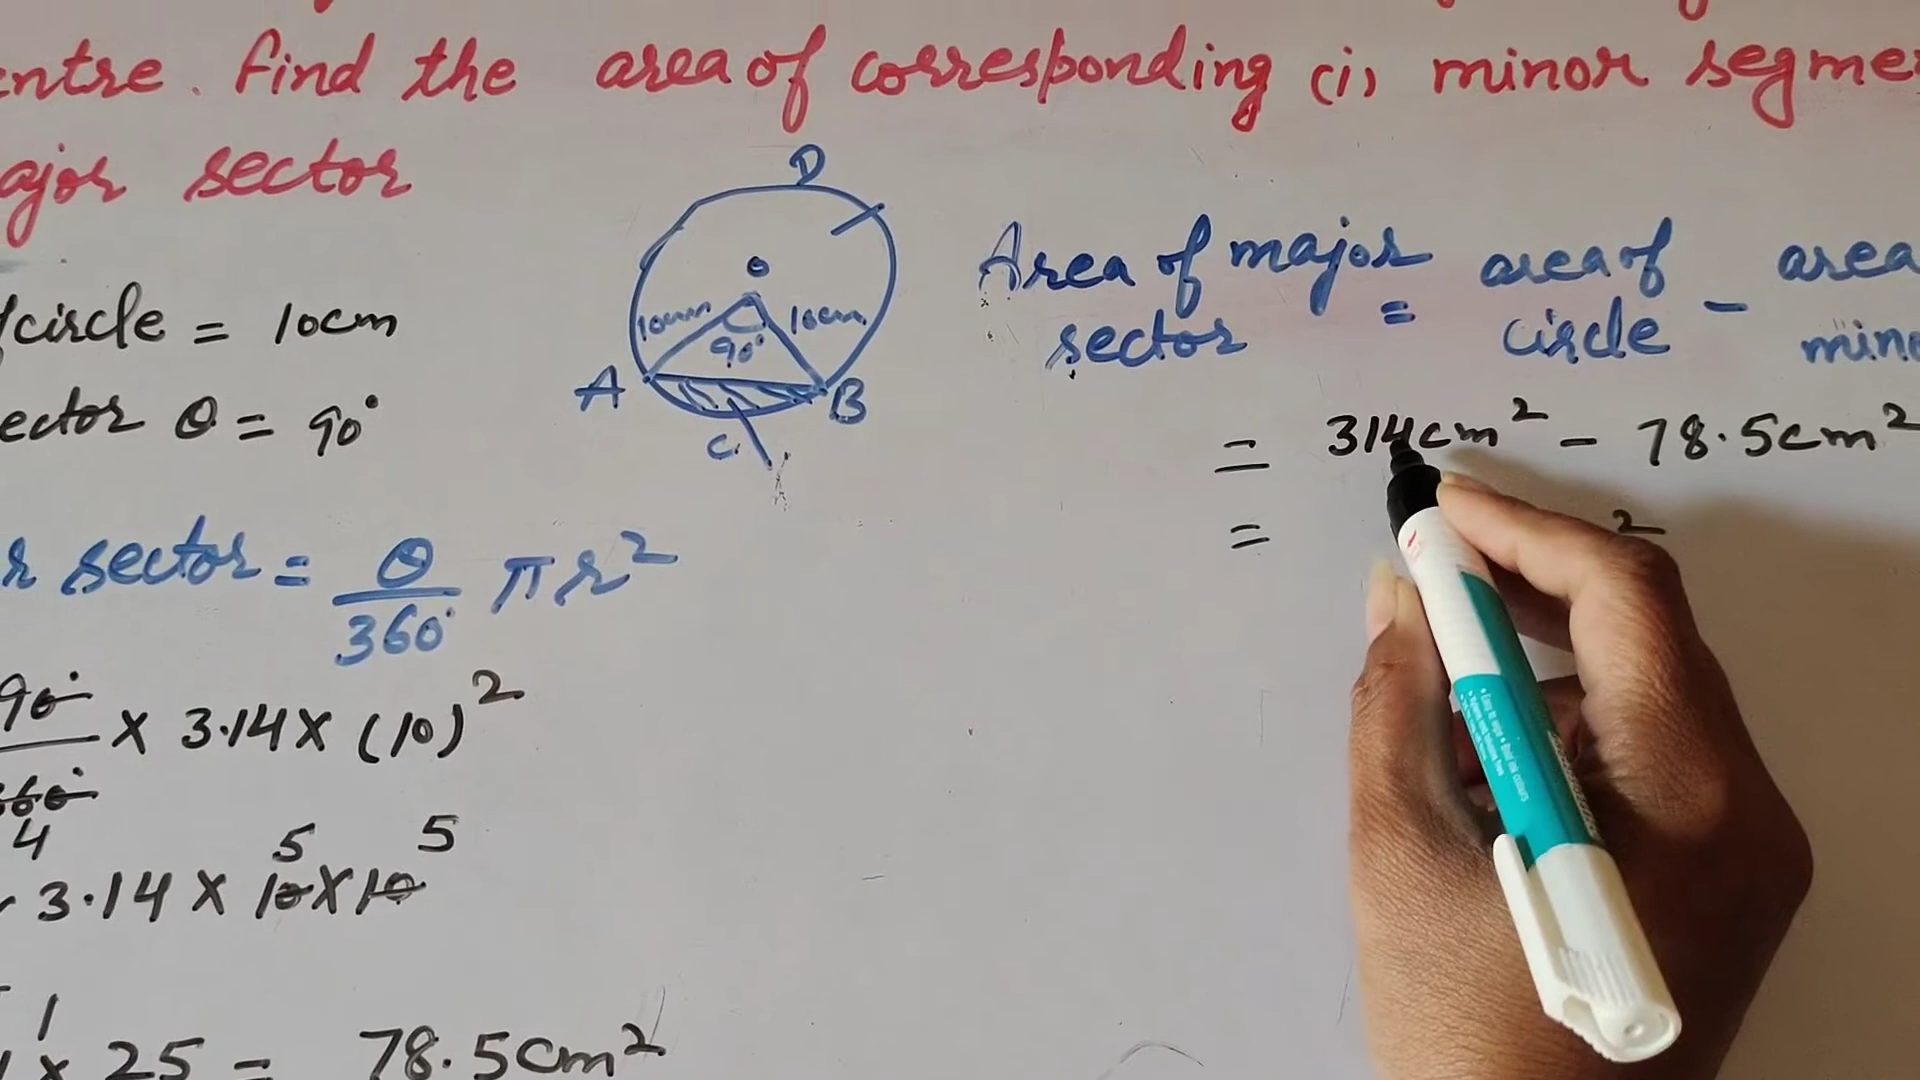 entre. find the area of corresponding (i) minor segme
ajor sector
D
O
10cm 10cm
90°
A B
C
circle = 10cm
ector θ = 90°
r sector = θ/360° πr²
90°/360° × 3.14 × (10)²
4
5 5
3.14 × 10 × 10
1
× 25 = 78.5cm²
Area of major sector = area of circle - area mino
= 314cm² - 78.5cm²
= ²